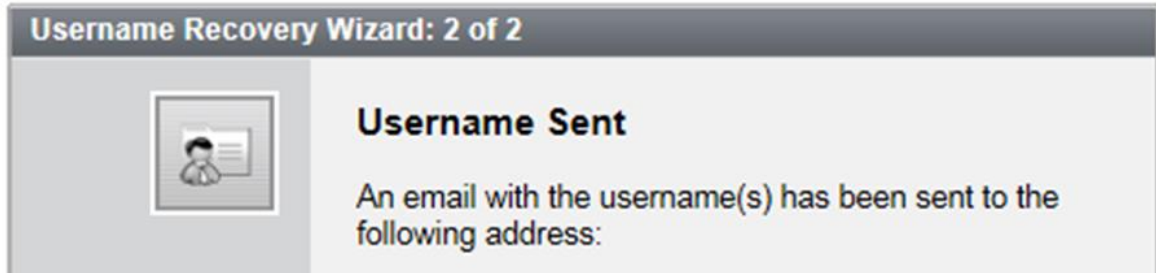 Username Recovery Wizard: 2 of 2
Username Sent
An email with the username(s) has been sent to the
following address: